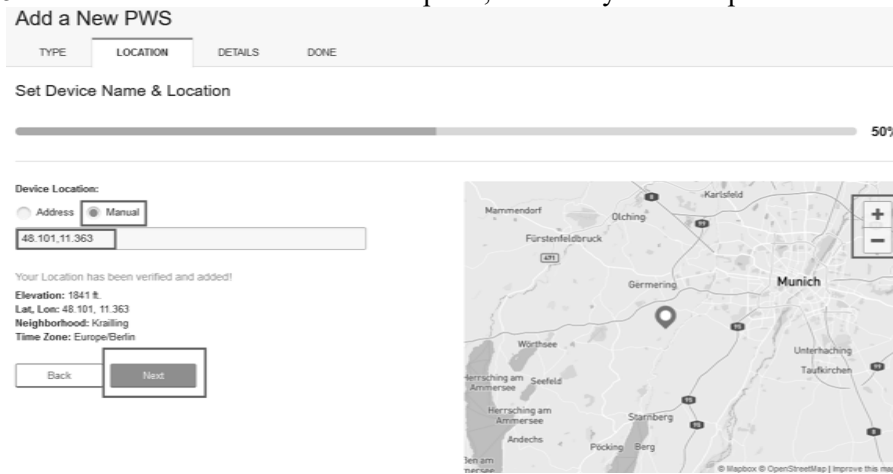 Add a New PWS
TYPE LOCATION DETAILS DONE
Set Device Name & Location
50%
Device Location:
Address Manual
48.101,11.363
Your Location has been verified and added!
Elevation: 1841 ft.
Lat, Lon: 48.101, 11.363
Neighborhood: Krailling
Time Zone: Europe/Berlin
Back Next
Karlsfeld
Mammendorf
Olching
Fürstenfeldbruck
471
Germering
Munich
Wörthsee
Unterhaching
Taufkirchen
Herrsching am
Ammersee
Seefeld
Herrsching am
Ammersee
Starnberg
Andechs
Pöcking Berg
© Mapbox © OpenStreetMap | Improve this map